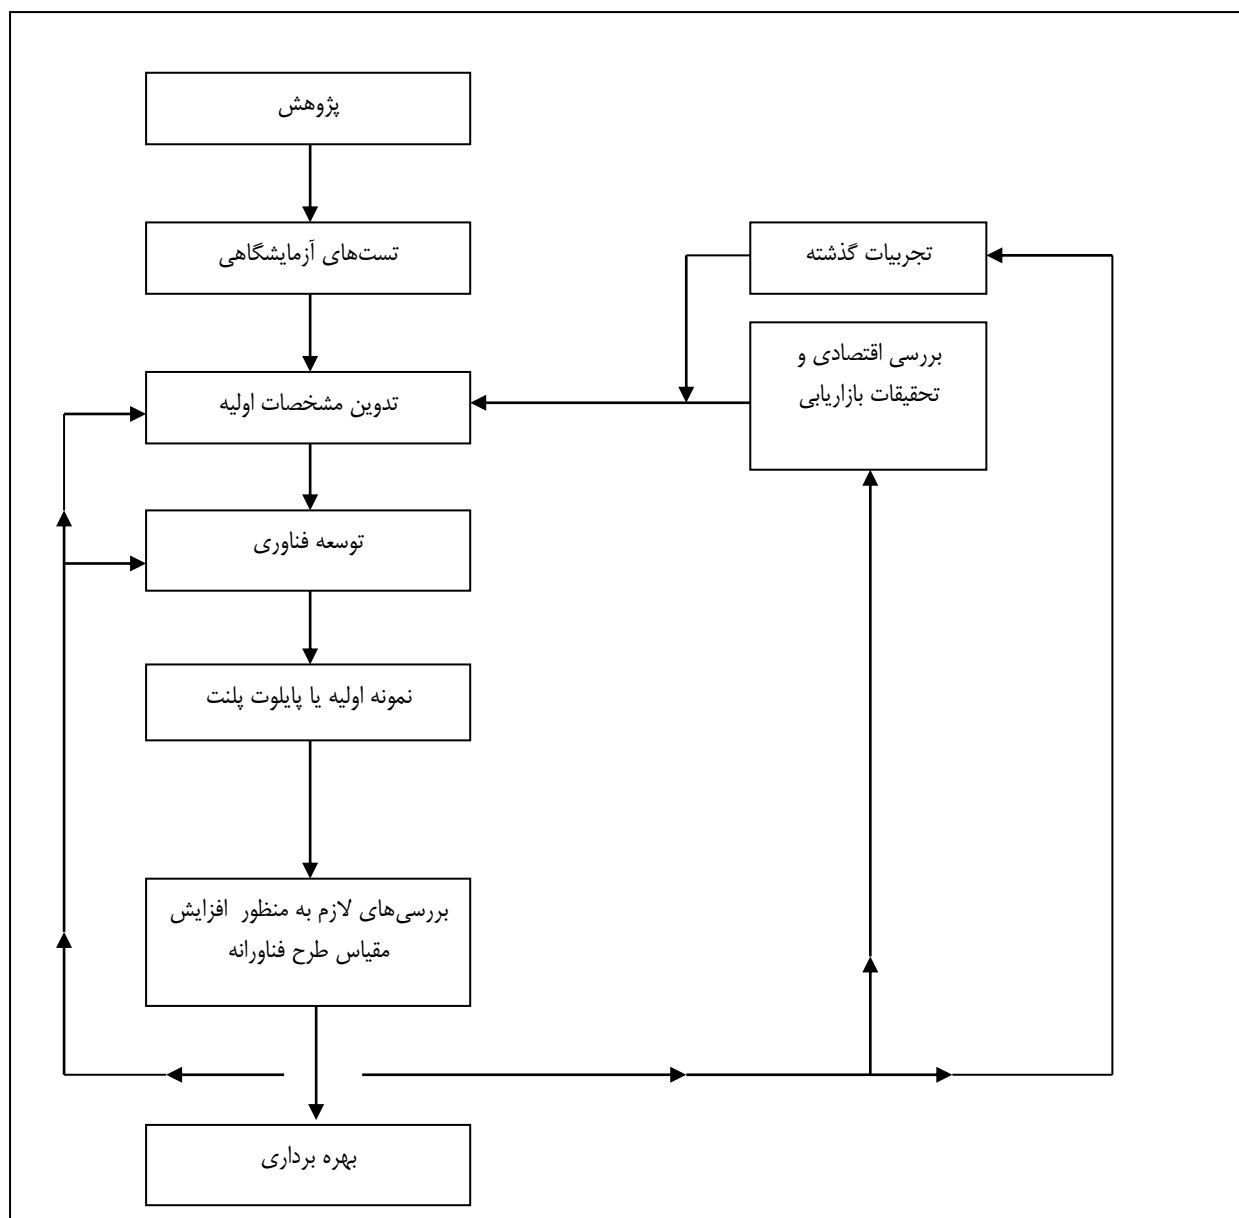 پژوهش
تست‌های آزمایشگاهی
تجربیات گذشته
بررسی اقتصادی و
تحقیقات بازاریابی
تدوین مشخصات اولیه
توسعه فناوری
نمونه اولیه یا پایلوت پلنت
بررسی‌های لازم به منظور افزایش
مقیاس طرح فناورانه
بهره برداری